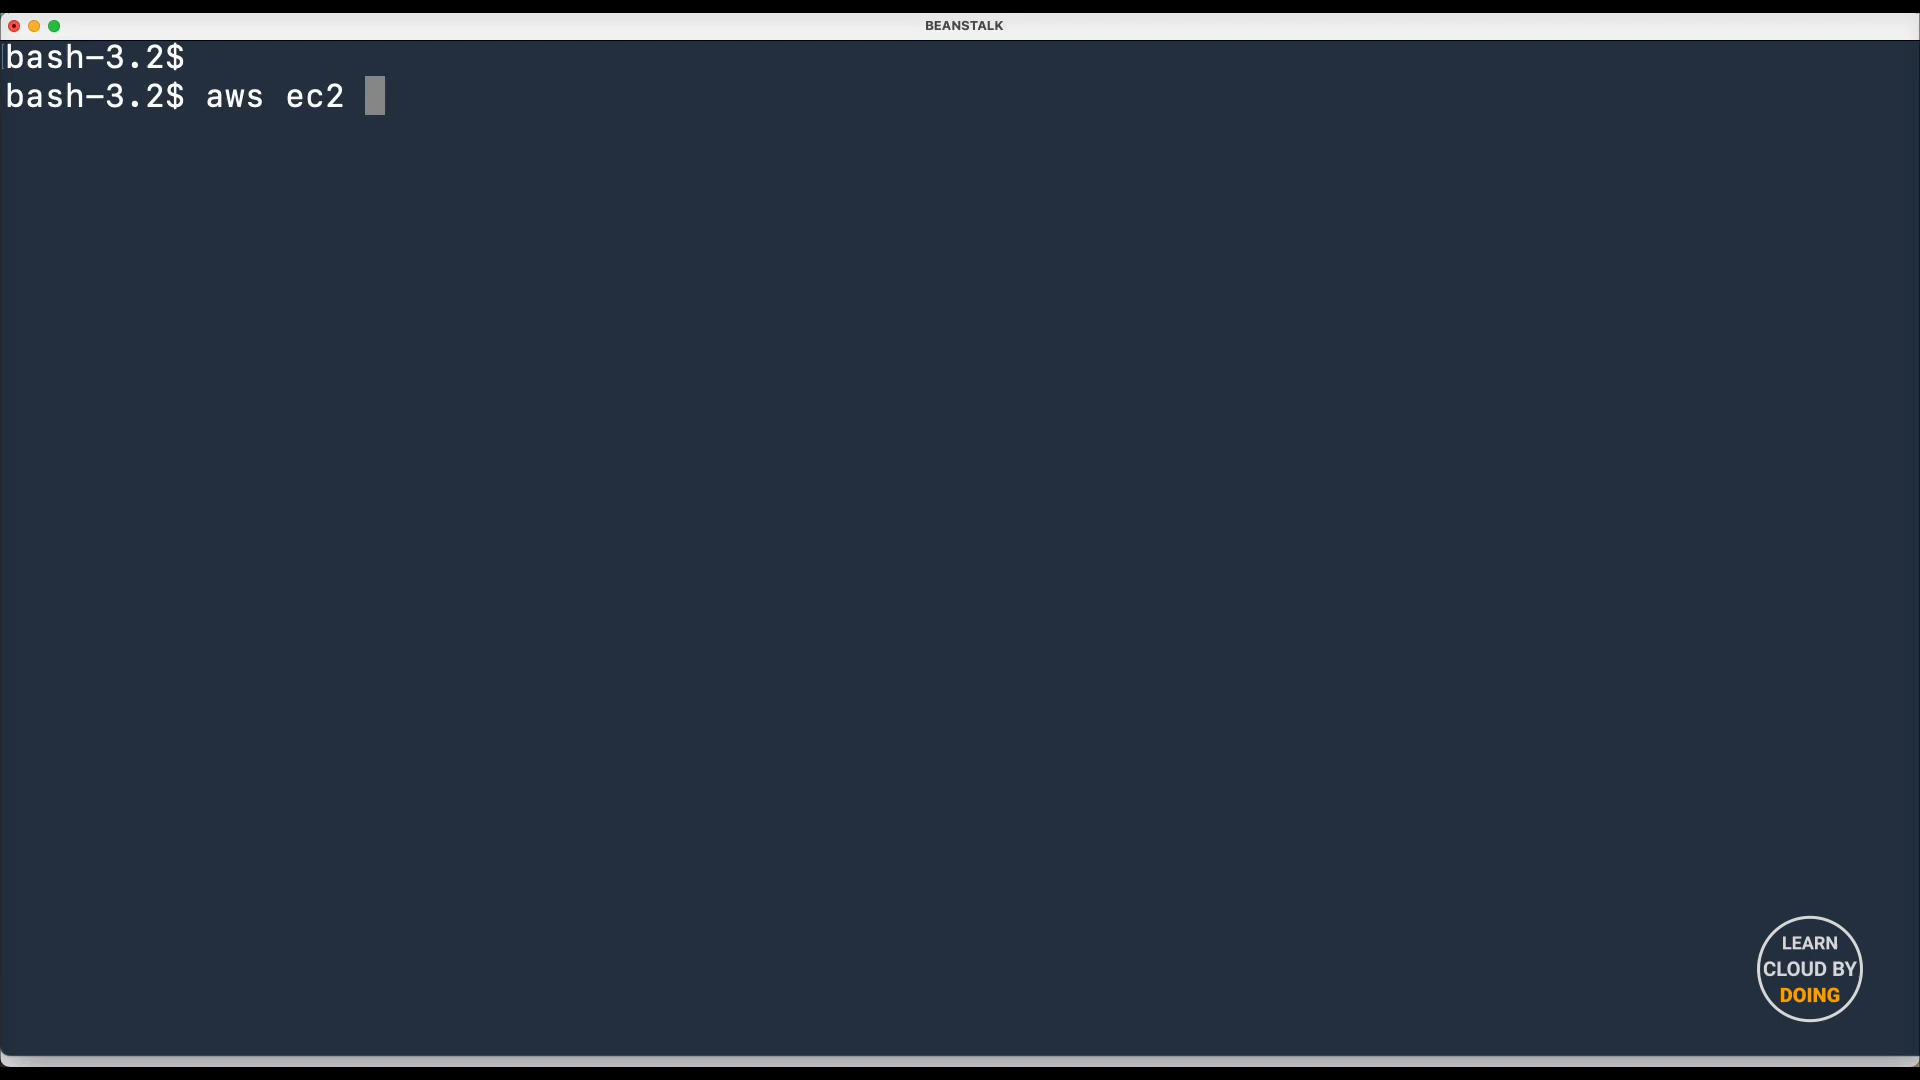 BEANSTALK
bash-3.2$
bash-3.2$ aws ec2
LEARN
CLOUD BY
DOING